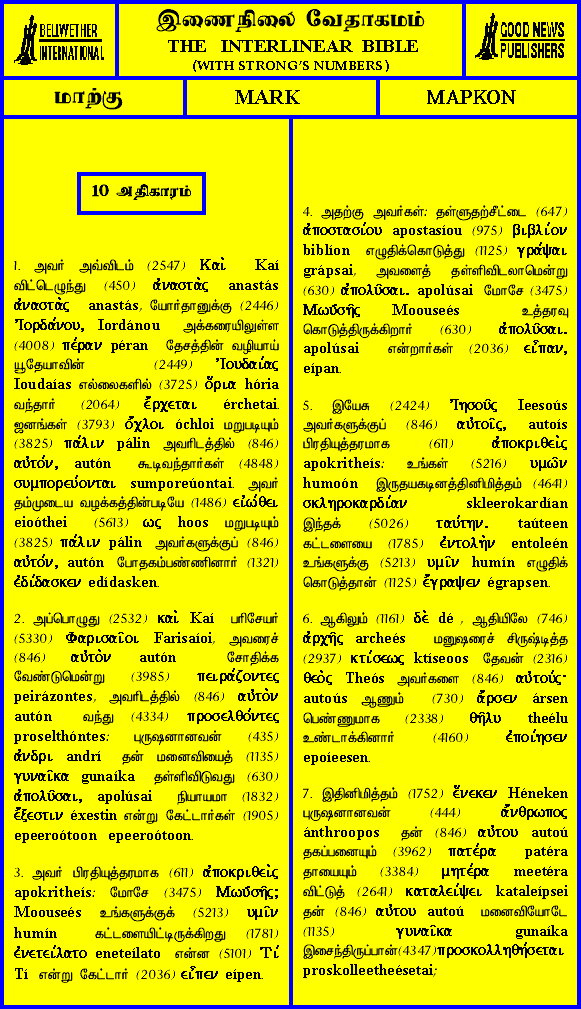 BELLWETHER
INTERNATIONAL
இணைநிலை வேதாகமம்
THE INTERLINEAR BIBLE
(WITH STRONG'S NUMBERS)
GOOD NEWS
PUBLISHERS
மாற்கு
MARK
ΜΑΡΚΟΝ
10 அதிகாரம்
1. அவர் அவ்விடம் (2547) Καὶ Kaí
விட்டெழுந்து (450) ἀναστὰς anastás
ἀναστὰς anastás, யோர்தானுக்கு (2446)
Ἰορδάνου, Iordánou அக்கரையிலுள்ள
(4008) πέραν péran தேசத்தின் வழியாய்
யூதேயாவின் (2449) Ἰουδαίας
Ioudaías எல்லைகளில் (3725) ὅρια hória
வந்தார் (2064) ἔρχεται érchetai.
ஜனங்கள் (3793) ὄχλοι óchloi மறுபடியும்
(3825) πάλιν pálin அவரிடத்தில் (846)
αὐτόν, autón கூடிவந்தார்கள் (4848)
συμπορεύονται sumporeúontai. அவர்
தம்முடைய வழக்கத்தின்படியே (1486) εἰώθει
eioóthei (5613) ως hoos மறுபடியும்
(3825) πάλιν pálin அவர்களுக்குப் (846)
αὐτόν, autón போதகம்பண்ணினார் (1321)
ἐδίδασκεν edídasken.
2. அப்பொழுது (2532) καὶ Kaí பரிசேயர்
(5330) Φαρισαῖοι Farisaíoi, அவரைச்
(846) αὐτὸν autón சோதிக்க
வேண்டுமென்று (3985) πειράζοντες
peirázontes, அவரிடத்தில் (846) αὐτὸν
autón வந்து (4334) προσελθόντες
proselthóntes: புருஷனானவன் (435)
ἀνδρι andrí தன் மனைவியைத் (1135)
γυναῖκα gunaíka தள்ளிவிடுவது (630)
ἀπολῦσαι, apolúsai நியாயமா (1832)
ἔξεστιν éxestin என்று கேட்டார்கள் (1905)
epeeroótoon epeeroótoon.
3. அவர் பிரதியுத்தரமாக (611) ἀποκριθεὶς
apokritheís: மோசே (3475) Μωσῆς;
Moouseés உங்களுக்குக் (5213) υμῖν
humín கட்டளையிட்டிருக்கிறது (1781)
ἐνετείλατο eneteílato என்ன (5101) Τί
Tí என்று கேட்டார் (2036) εἶπεν eípen.
4. அதற்கு அவர்கள்: தள்ளுதற்சீட்டை (647)
ἀποστασίου apostasíou (975) βιβλίον
biblíon எழுதிக்கொடுத்து (1125) γράψαι
grápsai, அவளைத் தள்ளிவிடலாமென்று
(630) ἀπολῦσαι. apolúsai மோசே (3475)
Μωσῆς Moouseés உத்தரவு
கொடுத்திருக்கிறார் (630) ἀπολῦσαι.
apolúsai என்றார்கள் (2036) εἶπαν,
eípan.
5. இயேசு (2424) Ἰησοῦς Ieesoús
அவர்களுக்குப் (846) αὐτοῖς, autoís
பிரதியுத்தரமாக (611) ἀποκριθεὶς
apokritheís: உங்கள் (5216) υμῶν
humoón இருதயகடினத்தினிமித்தம் (4641)
σκληροκαρδίαν skleerokardían
இந்தக் (5026) ταύτην. taúteen
கட்டளையை (1785) ἐντολὴν entoleén
உங்களுக்கு (5213) υμῖν humín எழுதிக்
கொடுத்தான் (1125) ἔγραψεν égrapsen.
6. ஆகிலும் (1161) δὲ dé , ஆதியிலே (746)
ἀρχῆς archeés மனுஷரைச் சிருஷ்டித்த
(2937) κτίσεως ktíseoos தேவன் (2316)
θεὸς Theós அவர்களை (846) αὐτούς·
autoús ஆணும் (730) ἄρσεν ársen
பெண்ணுமாக (2338) θῆλυ theélu
உண்டாக்கினார் (4160) ἐποίησεν
epoíeesen.
7. இதினிமித்தம் (1752) ἕνεκεν Héneken
புருஷனானவன் (444) ἄνθρωπος
ánthroopos தன் (846) αὐτου autoú
தகப்பனையும் (3962) πατέρα patéra
தாயையும் (3384) μητέρα meetéra
விட்டுத் (2641) καταλείψει kataleípsei
தன் (846) αὐτου autoú மனைவியோடே
(1135) γυναῖκα gunaíka
இசைந்திருப்பான்(4347)προσκολληθήσεται
proskolleetheésetai;